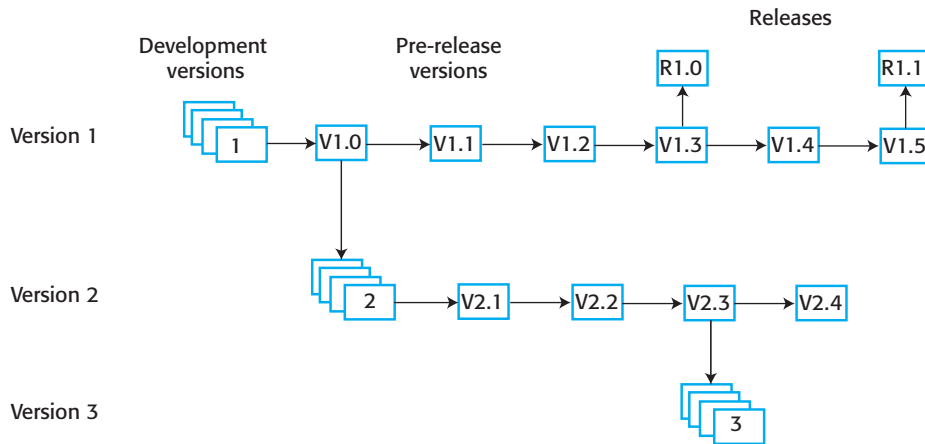 Releases
Development
versions
Pre-release
versions
R1.0
R1.1
Version 1
1
V1.0
V1.1
V1.2
V1.3
V1.4
V1.5
Version 2
2
V2.1
V2.2
V2.3
V2.4
Version 3
3